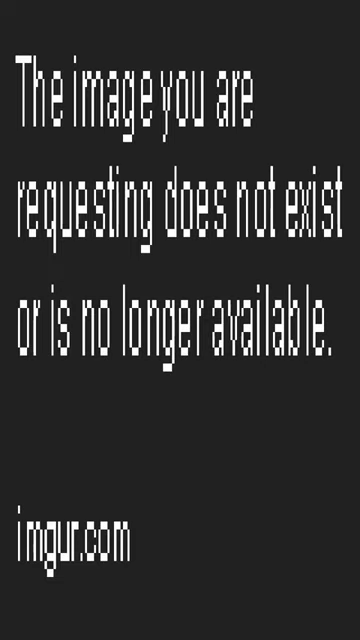 The image you are
requesting does not exist
or is no longer available.
imgur.com